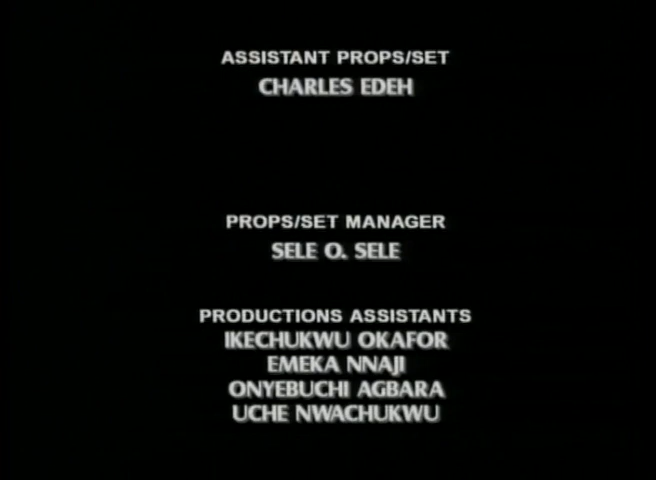 ASSISTANT PROPS/SET
CHARLES EDEH
PROPS/SET MANAGER
SELE O. SELE
PRODUCTIONS ASSISTANTS
IKECHUKWU OKAFOR
EMEKA NNAJI
ONYEBUCHI AGBARA
UCHE NWACHUKWU